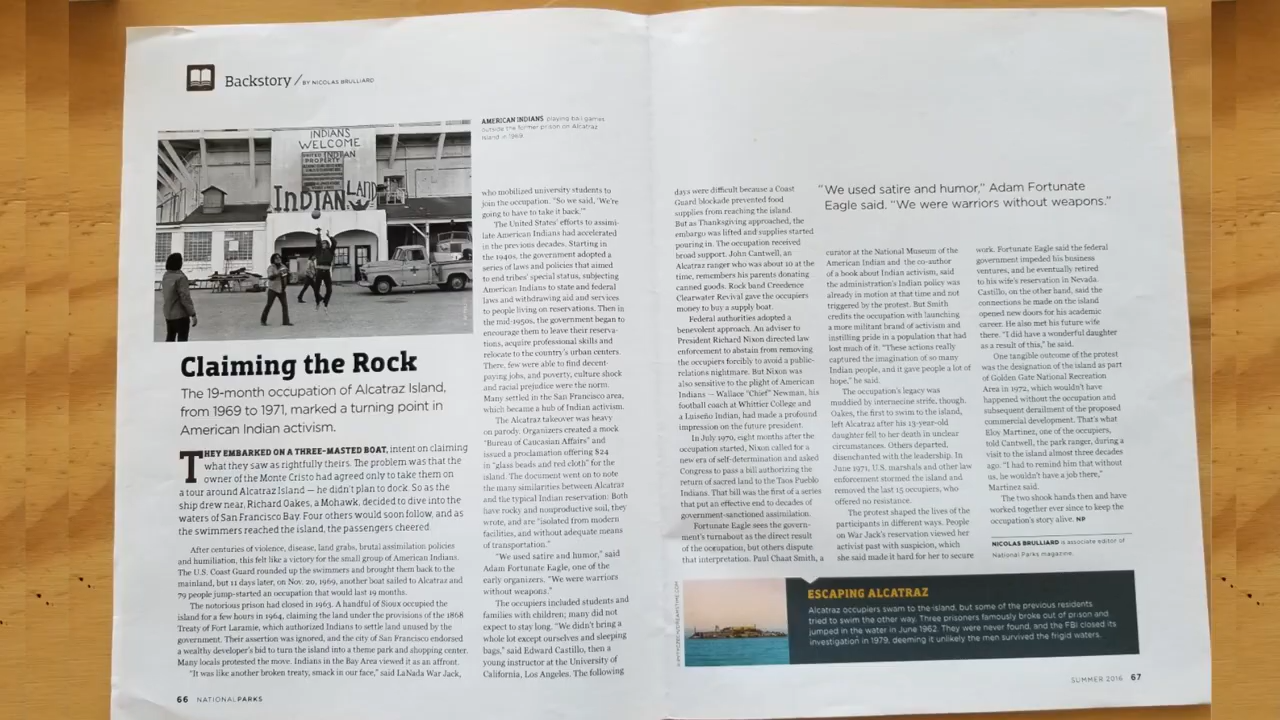 Backstory / BY NICOLAS BRULLIARD
INDIANS
WELCOME
UNITED INDIAN
PROPERTY
INDIAN LAND
AMERICAN INDIANS playing ball games
outside the former prison on Alcatraz
Island in 1969.
Claiming the Rock
The 19-month occupation of Alcatraz Island,
from 1969 to 1971, marked a turning point in
American Indian activism.
THEY EMBARKED ON A THREE-MASTED BOAT, intent on claiming
what they saw as rightfully theirs. The problem was that the
owner of the Monte Cristo had agreed only to take them on
a tour around Alcatraz Island — he didn't plan to dock. So as the
ship drew near, Richard Oakes, a Mohawk, decided to dive into the
waters of San Francisco Bay. Four others would soon follow, and as
the swimmers reached the island, the passengers cheered.
After centuries of violence, disease, land grabs, brutal assimilation policies
and humiliation, this felt like a victory for the small group of American Indians.
The U.S. Coast Guard rounded up the swimmers and brought them back to the
mainland, but 11 days later, on Nov. 20, 1969, another boat sailed to Alcatraz and
79 people jump-started an occupation that would last 19 months.
The notorious prison had closed in 1963. A handful of Sioux occupied the
island for a few hours in 1964, claiming the land under the provisions of the 1868
Treaty of Fort Laramie, which authorized Indians to settle land unused by the
government. Their assertion was ignored, and the city of San Francisco endorsed
a wealthy developer's bid to turn the island into a theme park and shopping center.
Many locals protested the move. Indians in the Bay Area viewed it as an affront.
"It was like another broken treaty, smack in our face," said LaNada War Jack,
who mobilized university students to
join the occupation. "So we said, 'We're
going to have to take it back.'"
The United States' efforts to assimi-
late American Indians had accelerated
in the previous decades. Starting in
the 1940s, the government adopted a
series of laws and policies that aimed
to end tribes' special status, subjecting
American Indians to state and federal
laws and withdrawing aid and services
to people living on reservations. Then in
the mid-1950s, the government began to
encourage them to leave their reserva-
tions, acquire professional skills and
relocate to the country's urban centers.
There, few were able to find decent-
paying jobs, and poverty, culture shock
and racial prejudice were the norm.
Many settled in the San Francisco area,
which became a hub of Indian activism.
The Alcatraz takeover was heavy
on parody. Organizers created a mock
"Bureau of Caucasian Affairs" and
issued a proclamation offering $24
in "glass beads and red cloth" for the
island. The document went on to note
the many similarities between Alcatraz
and the typical Indian reservation: Both
have rocky and nonproductive soil, they
wrote, and are "isolated from modern
facilities, and without adequate means
of transportation."
"We used satire and humor," said
Adam Fortunate Eagle, one of the
early organizers. "We were warriors
without weapons."
The occupiers included students and
families with children; many did not
expect to stay long. "We didn't bring a
whole lot except ourselves and sleeping
bags," said Edward Castillo, then a
young instructor at the University of
California, Los Angeles. The following
66 NATIONALPARKS
days were difficult because a Coast
Guard blockade prevented food
supplies from reaching the island.
But as Thanksgiving approached, the
embargo was lifted and supplies started
pouring in. The occupation received
broad support. John Cantwell, an
Alcatraz ranger who was about 10 at the
time, remembers his parents donating
canned goods. Rock band Creedence
Clearwater Revival gave the occupiers
money to buy a supply boat.
Federal authorities adopted a
benevolent approach. An adviser to
President Richard Nixon directed law
enforcement to abstain from removing
the occupiers forcibly to avoid a public-
relations nightmare. But Nixon was
also sensitive to the plight of American
Indians — Wallace "Chief" Newman, his
football coach at Whittier College and
a Luiseño Indian, had made a profound
impression on the future president.
In July 1970, eight months after the
occupation started, Nixon called for a
new era of self-determination and asked
Congress to pass a bill authorizing the
return of sacred land to the Taos Pueblo
Indians. That bill was the first of a series
that put an effective end to decades of
government-sanctioned assimilation.
Fortunate Eagle sees the govern-
ment's turnabout as the direct result
of the occupation, but others dispute
that interpretation. Paul Chaat Smith, a
"We used satire and humor," Adam Fortunate
Eagle said. "We were warriors without weapons."
curator at the National Museum of the
American Indian and the co-author
of a book about Indian activism, said
the administration's Indian policy was
already in motion at that time and not
triggered by the protest. But Smith
credits the occupation with launching
a more militant brand of activism and
instilling pride in a population that had
lost much of it. "These actions really
captured the imagination of so many
Indian people, and it gave people a lot of
hope," he said.
The occupation's legacy was
muddied by internecine strife, though.
Oakes, the first to swim to the island,
left Alcatraz after his 13-year-old
daughter fell to her death in unclear
circumstances. Others departed,
disenchanted with the leadership. In
June 1971, U.S. marshals and other law
enforcement stormed the island and
removed the last 15 occupiers, who
offered no resistance.
The protest shaped the lives of the
participants in different ways. People
on War Jack's reservation viewed her
activist past with suspicion, which
she said made it hard for her to secure
work. Fortunate Eagle said the federal
government impeded his business
ventures, and he eventually retired
to his wife's reservation in Nevada.
Castillo, on the other hand, said the
connections he made on the island
opened new doors for his academic
career. He also met his future wife
there. "I did have a wonderful daughter
as a result of this," he said.
One tangible outcome of the protest
was the designation of the island as part
of Golden Gate National Recreation
Area in 1972, which wouldn't have
happened without the occupation and
subsequent derailment of the proposed
commercial development. That's what
Eloy Martinez, one of the occupiers,
told Cantwell, the park ranger, during a
visit to the island almost three decades
ago. "I had to remind him that without
us, he wouldn't have a job there,"
Martinez said.
The two shook hands then and have
worked together ever since to keep the
occupation's story alive. NP
NICOLAS BRULLIARD is associate editor of
National Parks magazine.
ESCAPING ALCATRAZ
Alcatraz occupiers swam to the island, but some of the previous residents
tried to swim the other way. Three prisoners famously broke out of prison and
jumped in the water in June 1962. They were never found, and the FBI closed its
investigation in 1979, deeming it unlikely the men survived the frigid waters.
SUMMER 2016 67